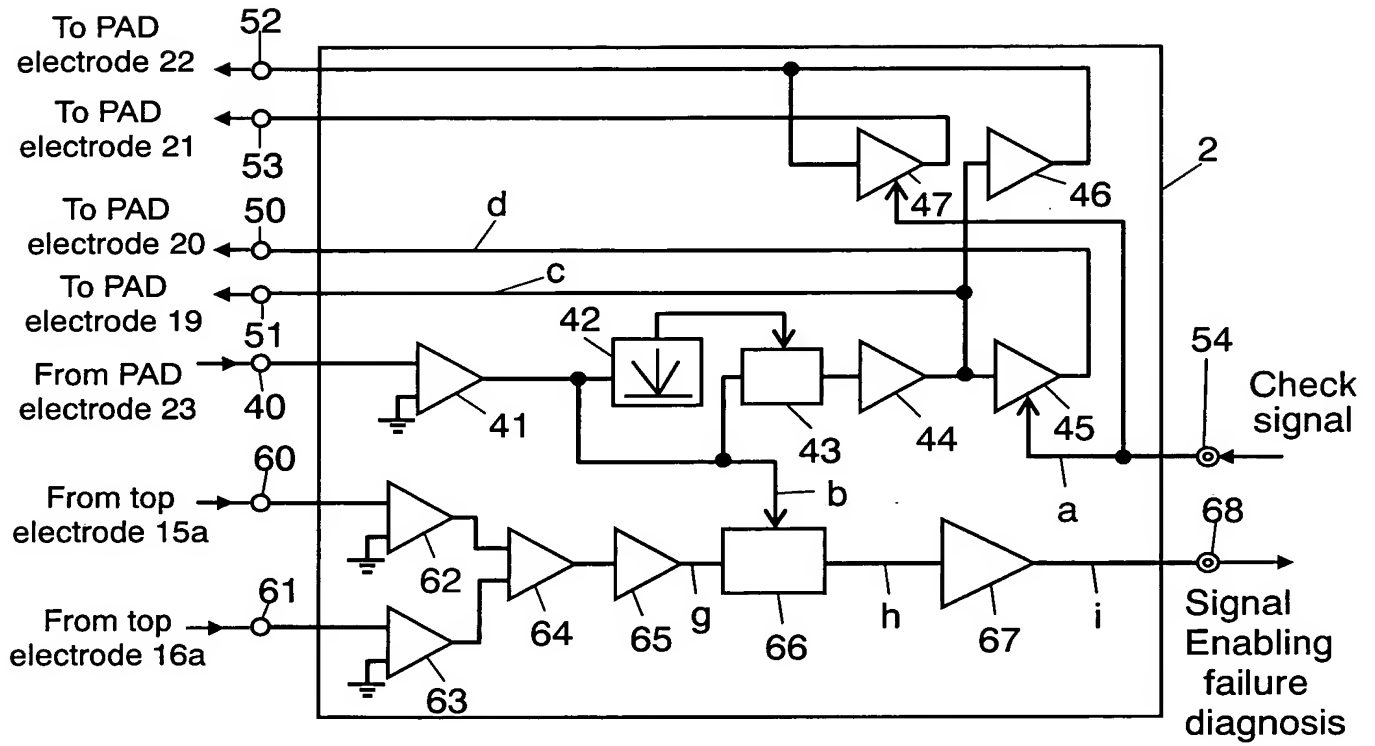 To PAD
electrode 22
52
To PAD
electrode 21
53
To PAD
electrode 20
50
d
To PAD
electrode 19
51
c
From PAD
electrode 23
40
41
42
43
44
45
46
47
2
54
Check
signal
a
b
From top
electrode 15a
60
62
From top
electrode 16a
61
63
64
65
g
66
h
67
i
68
Signal
Enabling
failure
diagnosis